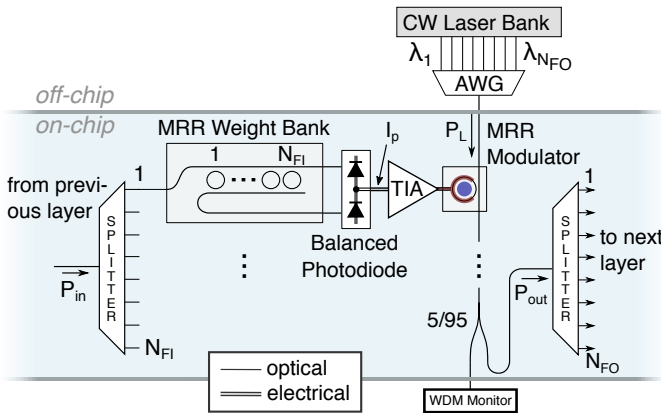 CW Laser Bank
λ1 λNFO
AWG
off-chip
on-chip
MRR Weight Bank
1 NFI
Ip
PL
MRR
Modulator
from previ-
ous layer
1
SPLITTER
Pin
NFI
TIA
Balanced
Photodiode
1
SPLITTER
to next
layer
Pout
NFO
5/95
optical
electrical
WDM Monitor